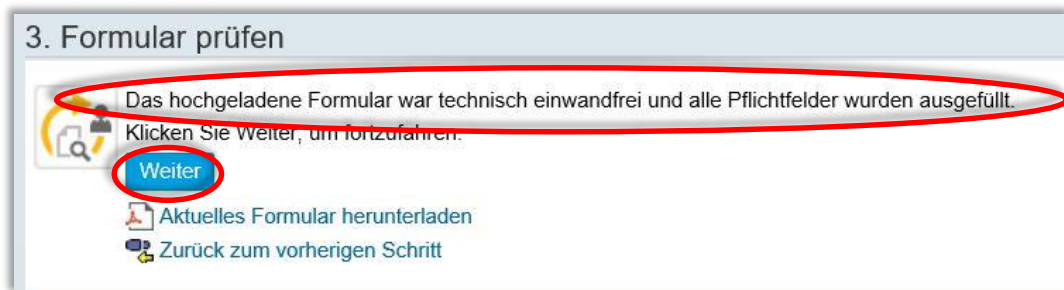 3. Formular prüfen
Das hochgeladene Formular war technisch einwandfrei und alle Pflichtfelder wurden ausgefüllt.
Klicken Sie Weiter, um fortzufahren.
Weiter
Aktuelles Formular herunterladen
Zurück zum vorherigen Schritt